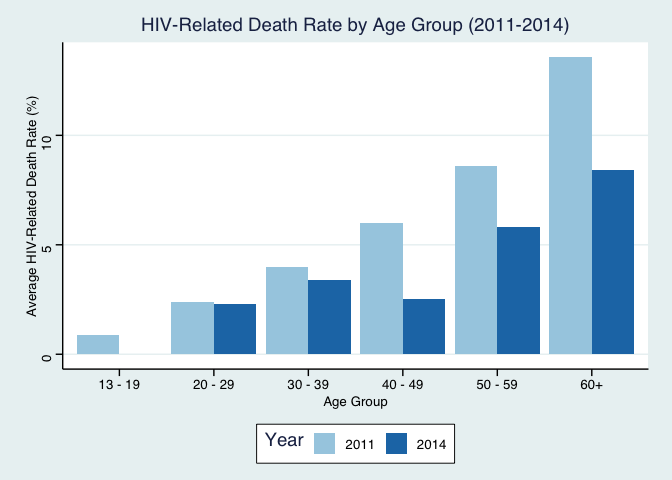 HIV-Related Death Rate by Age Group (2011-2014)
Average HIV-Related Death Rate (%)
10
5
0
13 - 19 20 - 29 30 - 39 40 - 49 50 - 59 60+
Age Group
Year 2011 2014